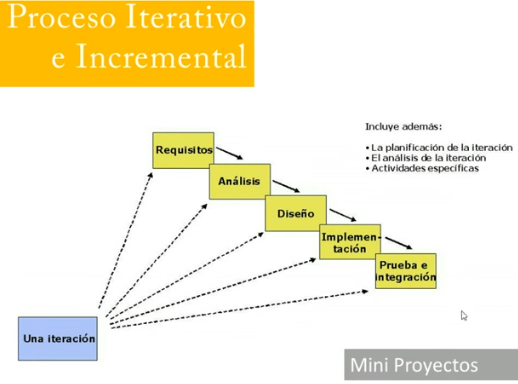 Proceso Iterativo
e Incremental
Incluye además:
• La planificación de la iteración
• El análisis de la iteración
• Actividades específicas
Requisitos
Análisis
Diseño
Implemen-
tación
Prueba e
integración
Una iteración
Mini Proyectos